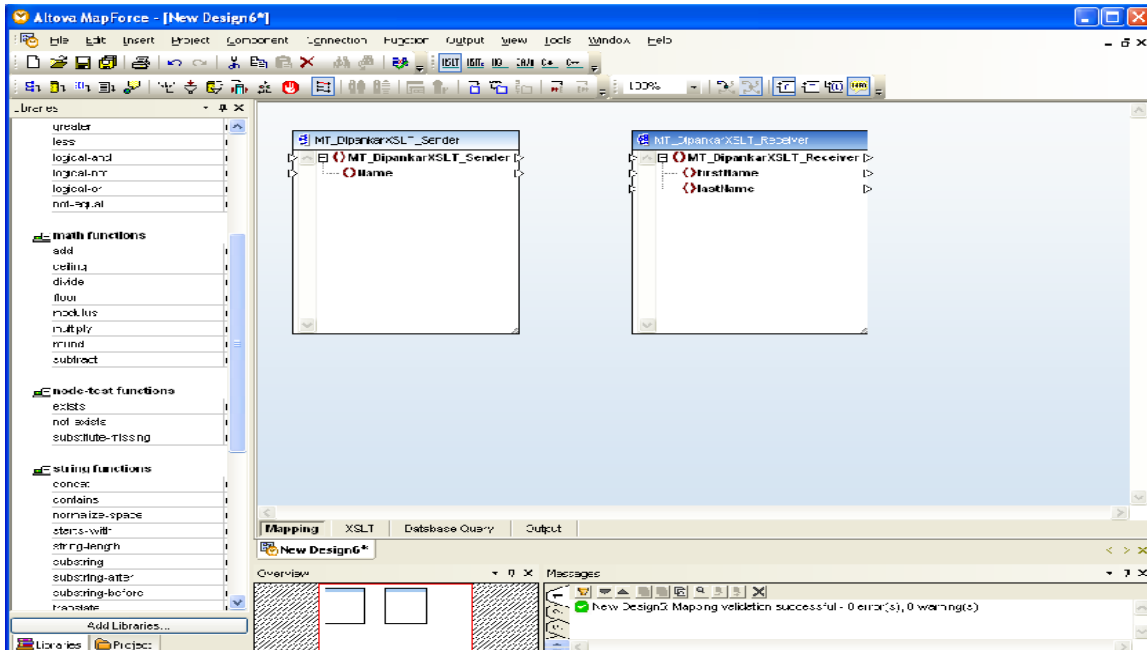 Altova MapForce - [New Design6*]
File Edit Insert Project Component Connection Function Output View Tools Window Help
100%
Libraries
greater
less
logical-and
logical-not
logical-or
not-equal
math functions
add
ceiling
divide
floor
modulus
multiply
round
subtract
node-test functions
exists
not-exists
substitute-missing
string functions
concat
contains
normalize-space
starts-with
string-length
substring
substring-after
substring-before
translate
Add Libraries...
Libraries Project
MT_DipankarXSLT_Sender
MT_DipankarXSLT_Sender
Name
MT_DipankarXSLT_Receiver
MT_DipankarXSLT_Receiver
firstName
lastName
Mapping XSLT Database Query Output
New Design6*
Overview
Messages
Mapping validation successful - 0 error(s), 0 warning(s)